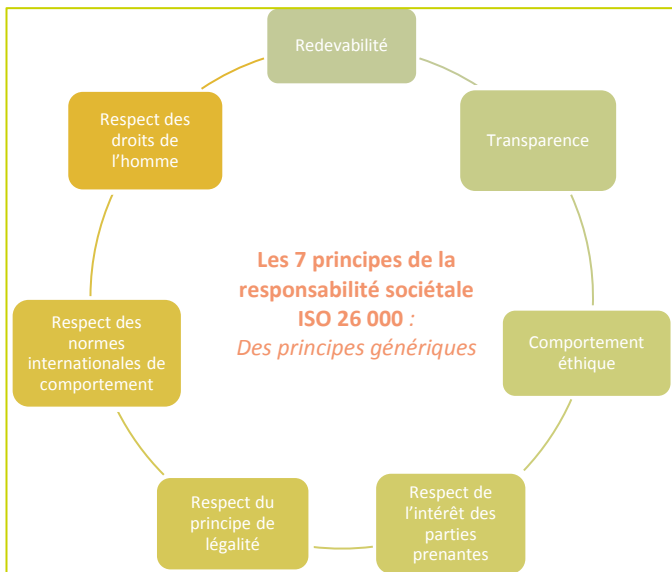 Redevabilité
Transparence
Comportement
éthique
Respect de
l'intérêt des
parties
prenantes
Respect du
principe de
légalité
Respect des
normes
internationales de
comportement
Respect des
droits de
l'homme
Les 7 principes de la
responsabilité sociétale
ISO 26 000 :
Des principes génériques